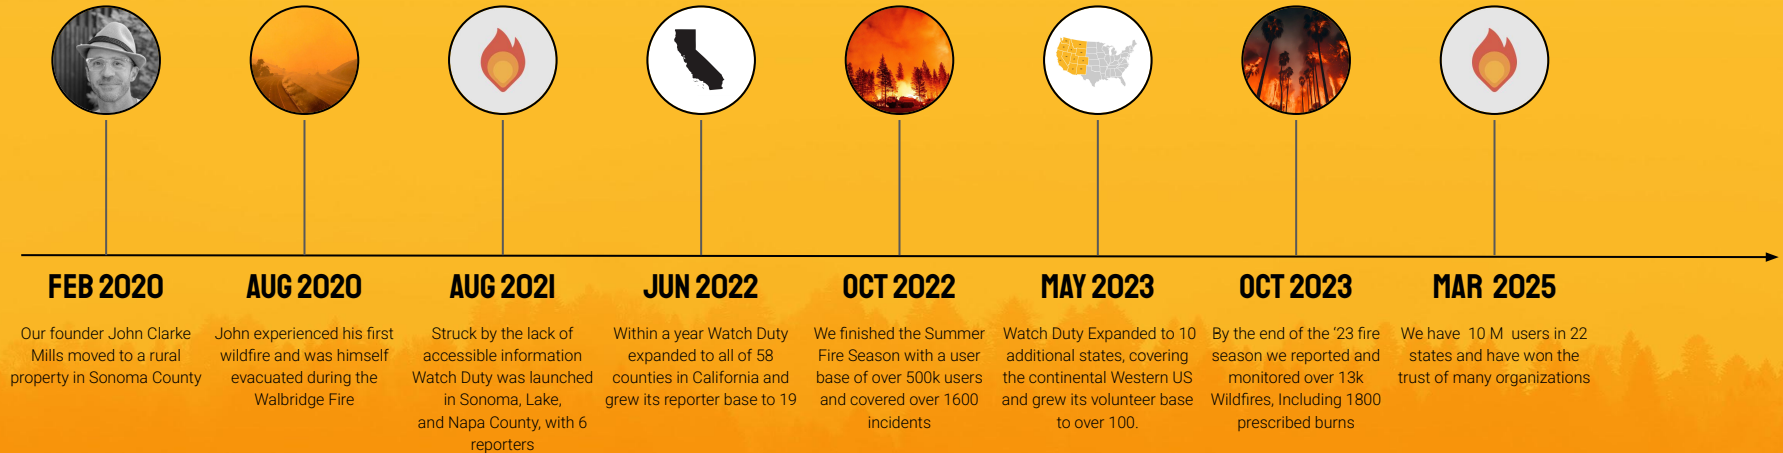 FEB 2020
Our founder John Clarke
Mills moved to a rural
property in Sonoma County
AUG 2020
John experienced his first
wildfire and was himself
evacuated during the
Walbridge Fire
AUG 2021
Struck by the lack of
accessible information
Watch Duty was launched
in Sonoma, Lake,
and Napa County, with 6
reporters
JUN 2022
Within a year Watch Duty
expanded to all of 58
counties in California and
grew its reporter base to 19
OCT 2022
We finished the Summer
Fire Season with a user
base of over 500k users
and covered over 1600
incidents
MAY 2023
Watch Duty Expanded to 10
additional states, covering
the continental Western US
and grew its volunteer base
to over 100.
OCT 2023
By the end of the ‘23 fire
season we reported and
monitored over 13k
Wildfires, Including 1800
prescribed burns
MAR 2025
We have 10 M users in 22
states and have won the
trust of many organizations